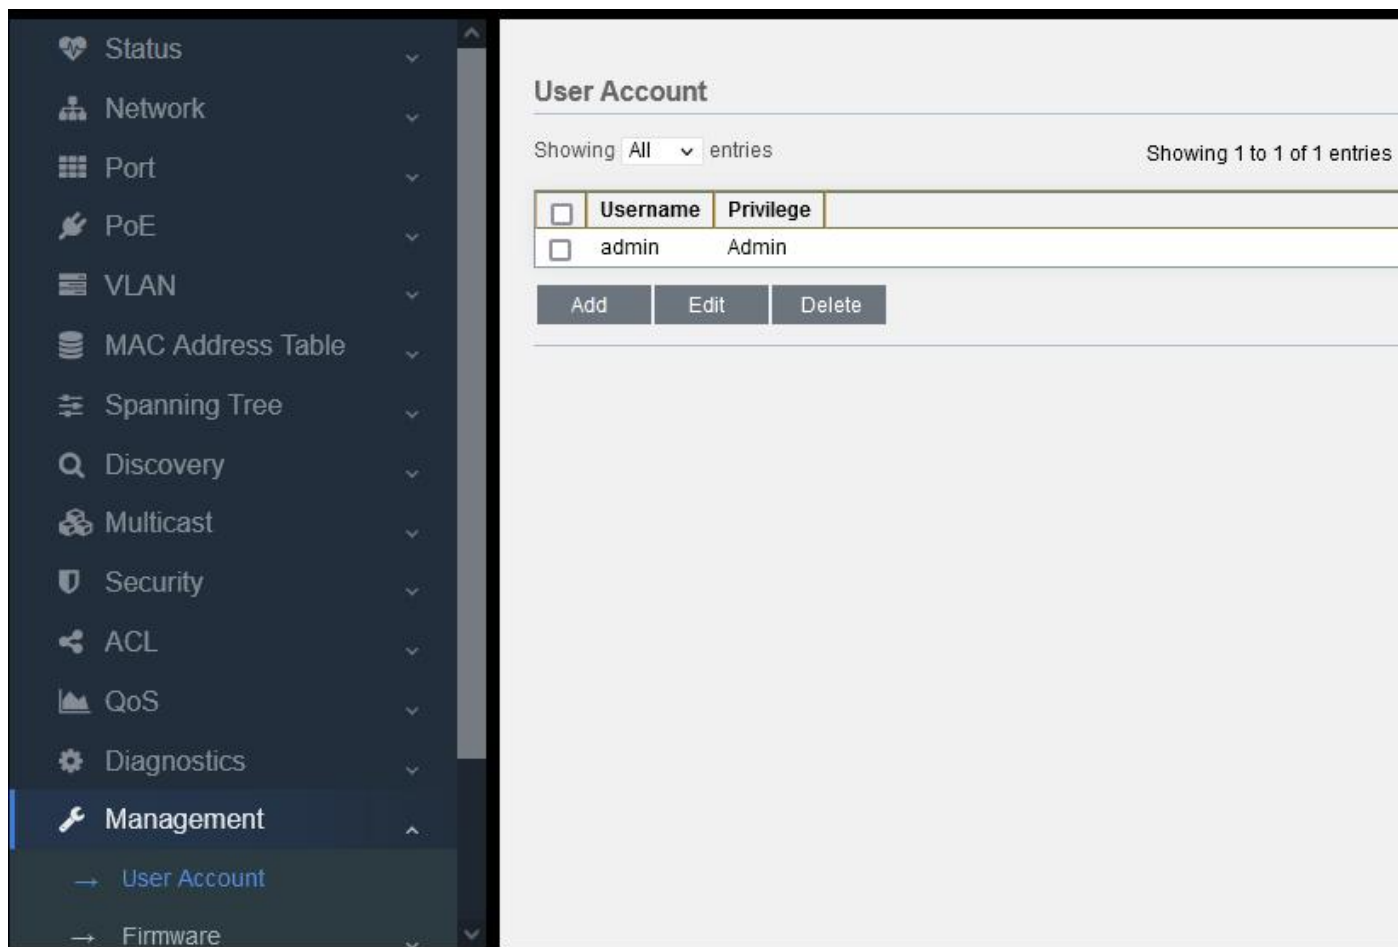 Status
Network
Port
PoE
VLAN
MAC Address Table
Spanning Tree
Discovery
Multicast
Security
ACL
QoS
Diagnostics
Management
User Account
Firmware
User Account
Showing All entries
Showing 1 to 1 of 1 entries
Username Privilege
admin Admin
Add Edit Delete